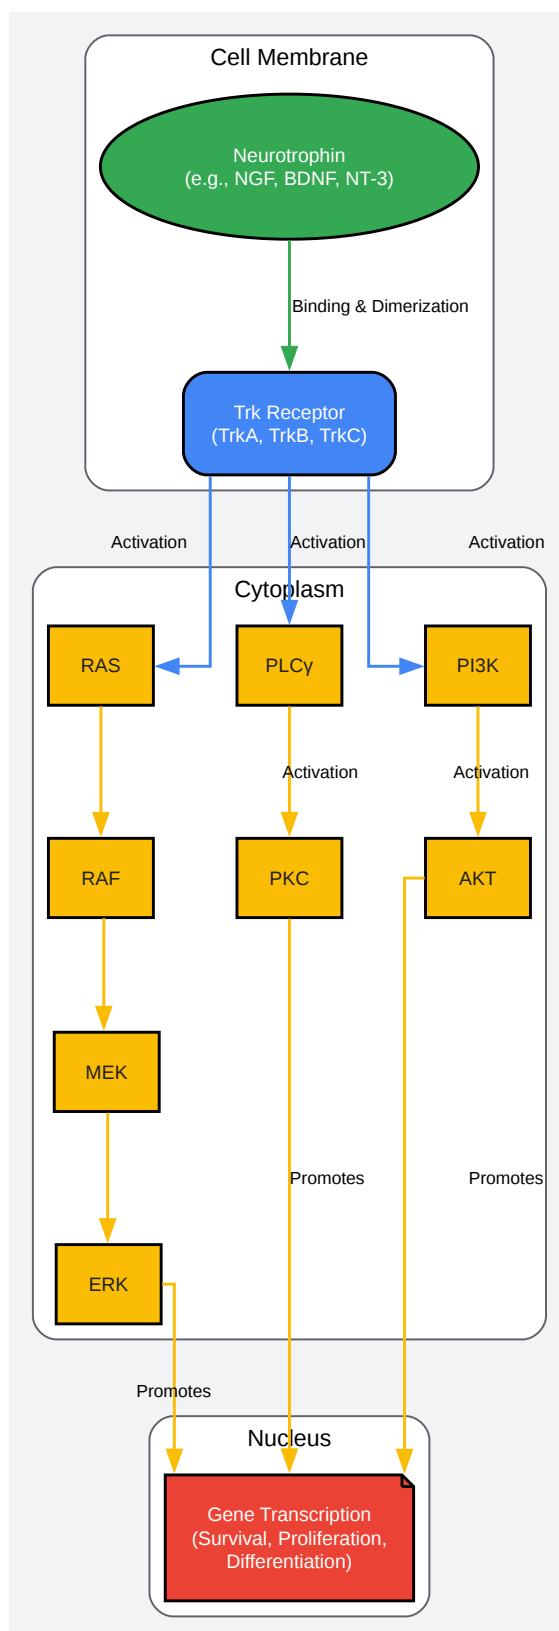 Cell Membrane
Neurotrophin
(e.g., NGF, BDNF, NT-3)
Binding & Dimerization
Trk Receptor
(TrkA, TrkB, TrkC)
Activation
Activation
Activation
Cytoplasm
RAS
PLCγ
PI3K
Activation
Activation
RAF
PKC
AKT
MEK
Promotes
Promotes
ERK
Promotes
Nucleus
Gene Transcription
(Survival, Proliferation,
Differentiation)